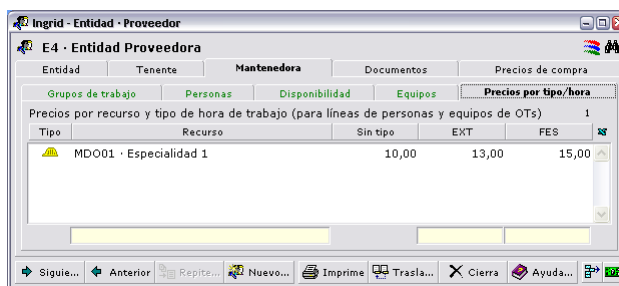 Ingrid - Entidad · Proveedor
E4 · Entidad Proveedora
Entidad Tenente Mantenedora Documentos Precios de compra
Grupos de trabajo Personas Disponibilidad Equipos Precios por tipo/hora
Precios por recurso y tipo de hora de trabajo (para líneas de personas y equipos de OTs) 1
Tipo Recurso Sin tipo EXT FES
MDO01 · Especialidad 1 10,00 13,00 15,00
Siguie... Anterior Repite... Nuevo... Imprime Trasla... Cierra Ayuda...